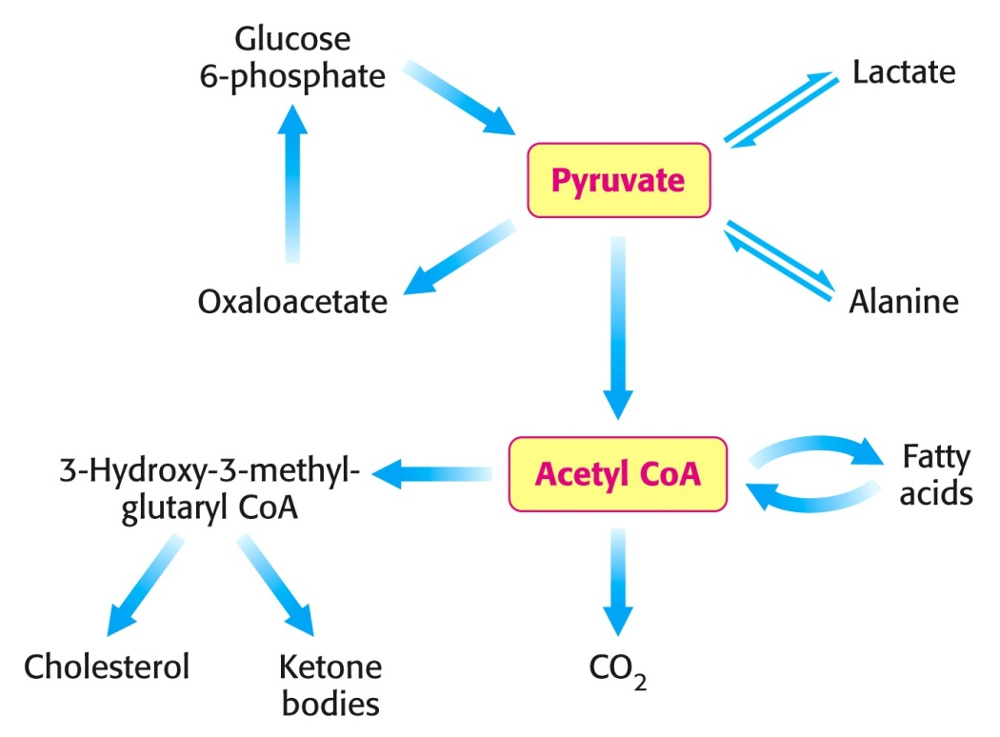 Glucose
6-phosphate
Lactate
Pyruvate
Oxaloacetate
Alanine
3-Hydroxy-3-methyl-
glutaryl CoA
Acetyl CoA
Fatty
acids
Cholesterol
Ketone
bodies
CO₂